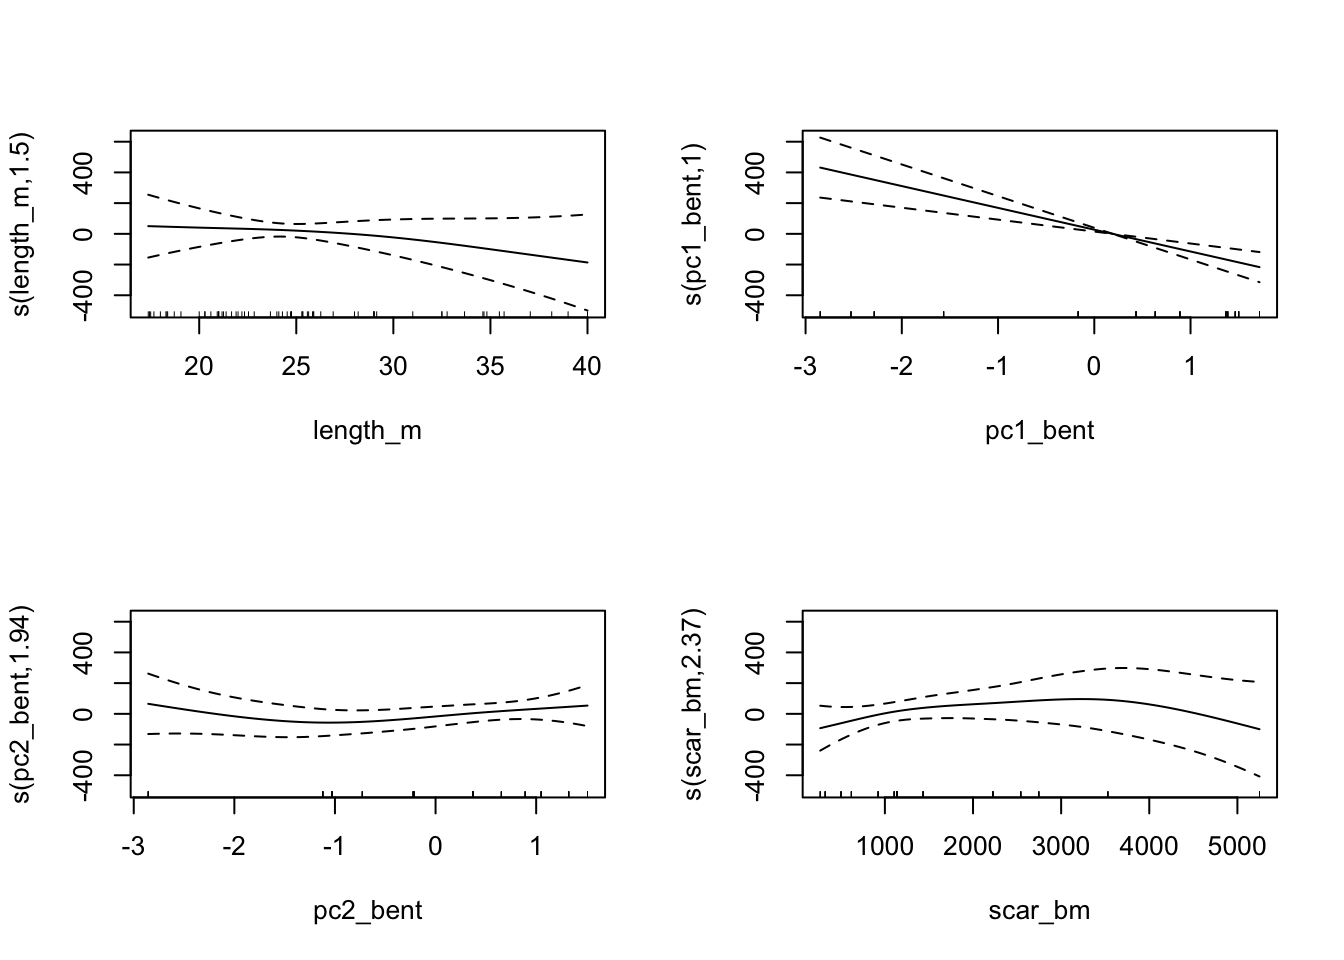 s(length_m,1.5)
400
0
-400
20 25 30 35 40
length_m
s(pc1_bent,1)
400
0
-400
-3 -2 -1 0 1
pc1_bent
s(pc2_bent,1.94)
400
0
-400
-3 -2 -1 0 1
pc2_bent
s(scar_bm,2.37)
400
0
-400
1000 2000 3000 4000 5000
scar_bm